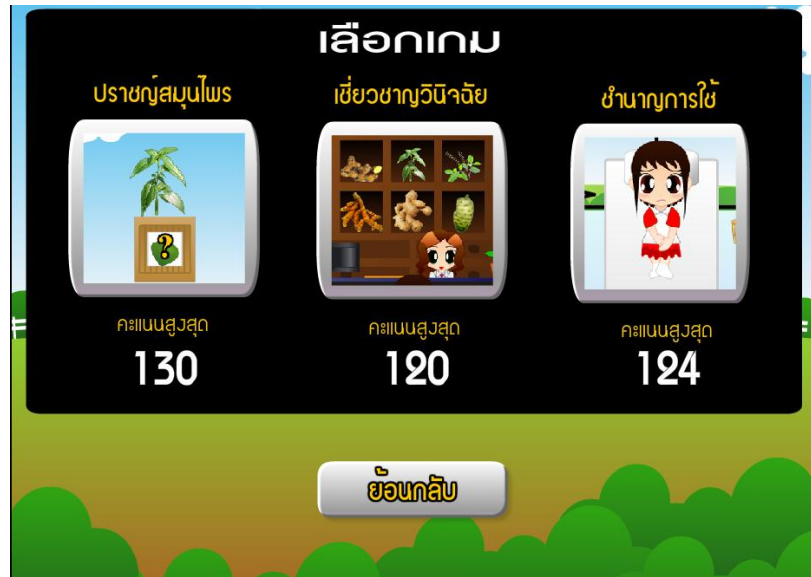 เลือกเกม
ปราชญ์สมุนไพร
เชี่ยวชาญวินิจฉัย
ชำนาญการใช้
?
คะแนนสูงสุด
คะแนนสูงสุด
คะแนนสูงสุด
130
120
124
ย้อนกลับ